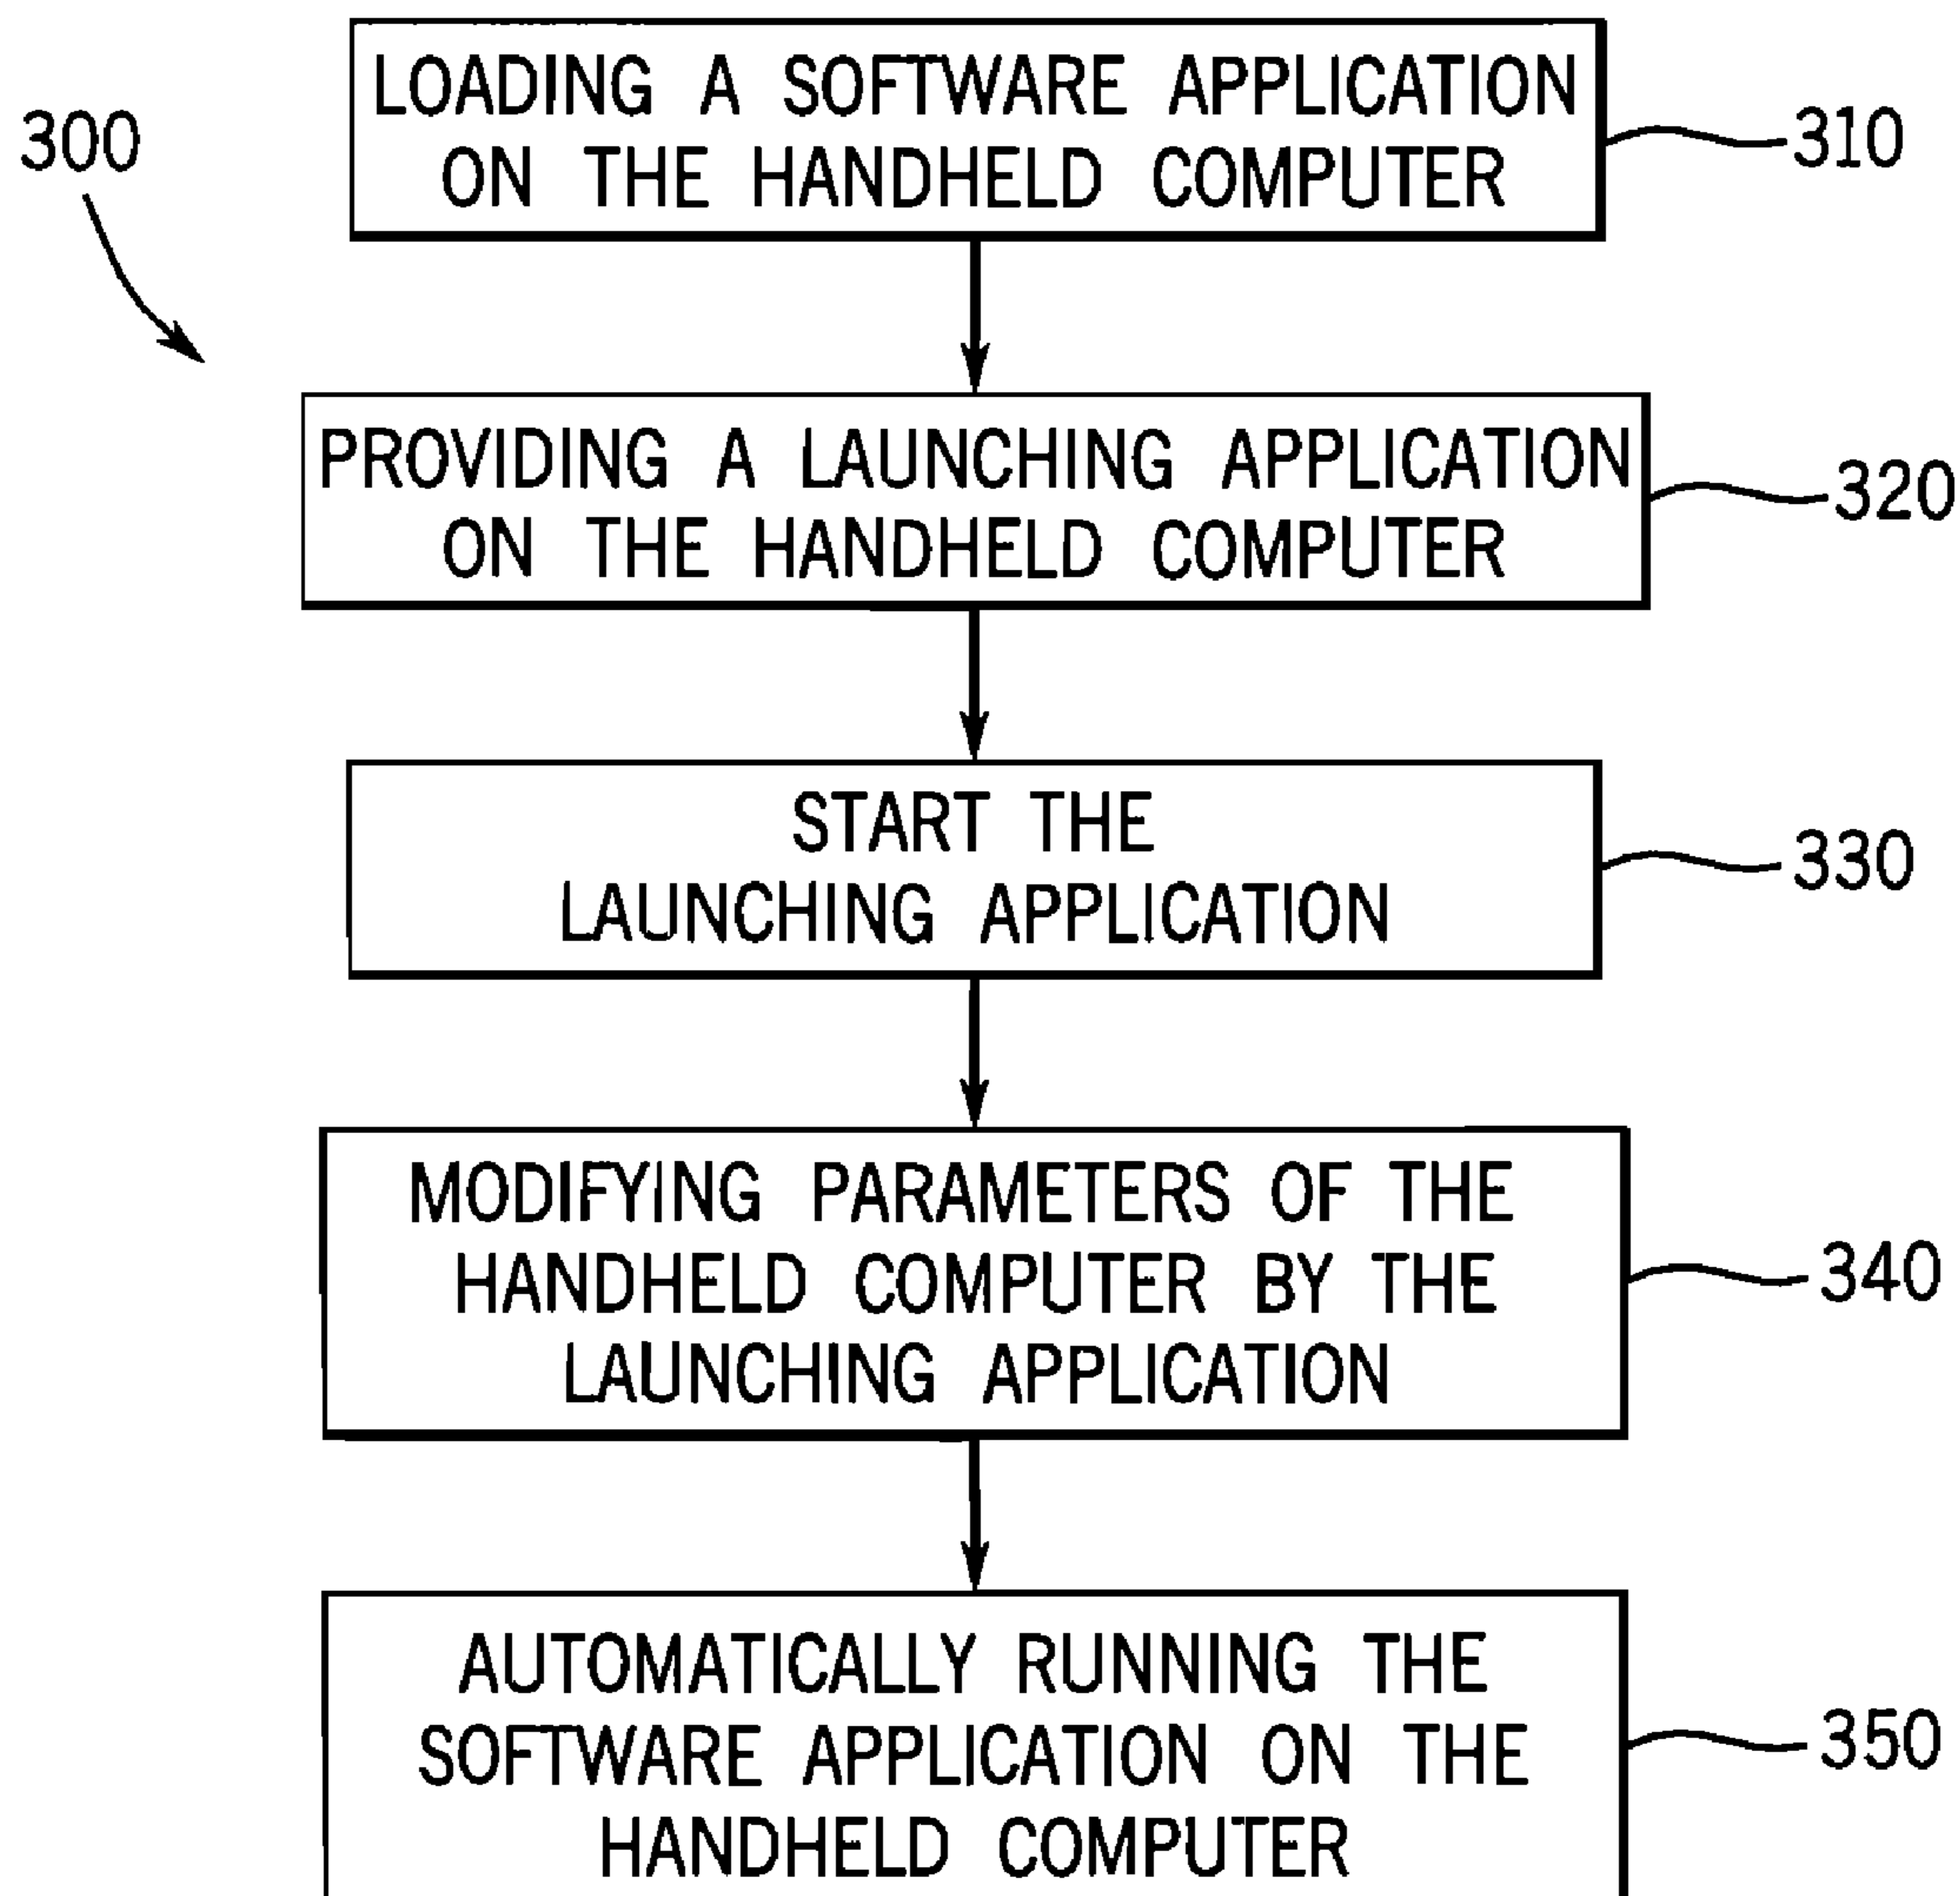 LOADING A SOFTWARE APPLICATION
ON THE HANDHELD COMPUTER
310
300
PROVIDING A LAUNCHING APPLICATION
ON THE HANDHELD COMPUTER
320
START THE
LAUNCHING APPLICATION
330
MODIFYING PARAMETERS OF THE
HANDHELD COMPUTER BY THE
LAUNCHING APPLICATION
340
AUTOMATICALLY RUNNING THE
SOFTWARE APPLICATION ON THE
HANDHELD COMPUTER
350